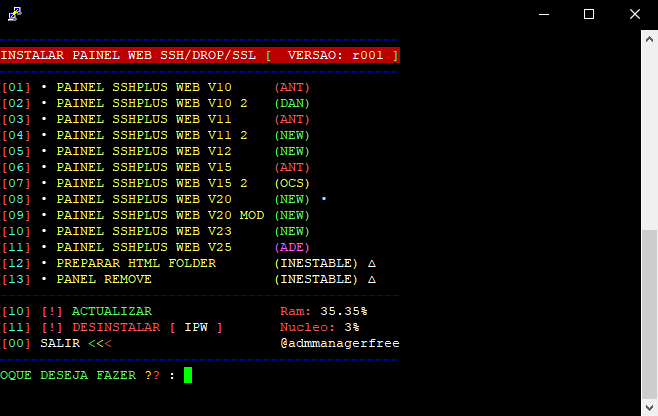 INSTALAR PAINEL WEB SSH/DROP/SSL [  VERSAO: r001 ]
[01] • PAINEL SSHPLUS WEB V10 (ANT)
[02] • PAINEL SSHPLUS WEB V10 2 (DAN)
[03] • PAINEL SSHPLUS WEB V11 (ANT)
[04] • PAINEL SSHPLUS WEB V11 2 (NEW)
[05] • PAINEL SSHPLUS WEB V12 (NEW)
[06] • PAINEL SSHPLUS WEB V15 (ANT)
[07] • PAINEL SSHPLUS WEB V15 2 (OCS)
[08] • PAINEL SSHPLUS WEB V20 (NEW) •
[09] • PAINEL SSHPLUS WEB V20 MOD (NEW)
[10] • PAINEL SSHPLUS WEB V23 (NEW)
[11] • PAINEL SSHPLUS WEB V25 (ADE)
[12] • PREPARAR HTML FOLDER (INESTABLE) Δ
[13] • PANEL REMOVE (INESTABLE) Δ
[10] [!] ACTUALIZAR Ram: 35.35%
[11] [!] DESINSTALAR [ IPW ] Nucleo: 3%
[00] SALIR <<< @admmanagerfree
OQUE DESEJA FAZER ?? :